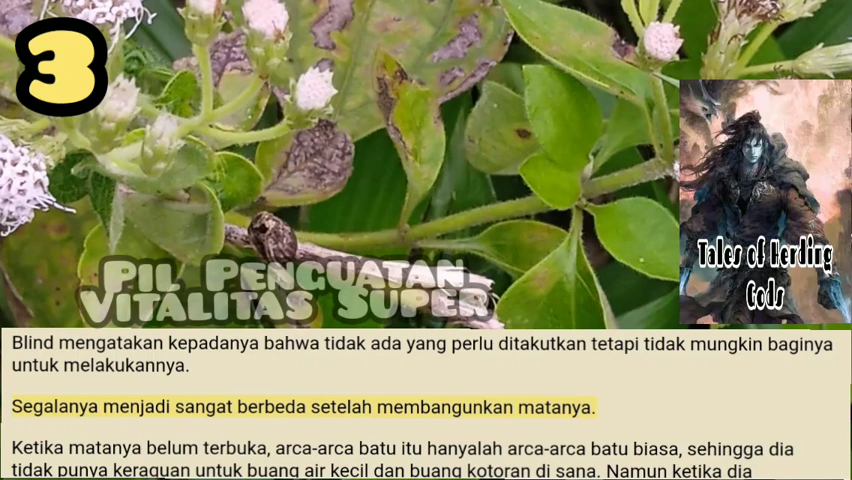 3
Tales of Herding
Gods
PIL PENGUATAN
VITALITAS SUPER
Blind mengatakan kepadanya bahwa tidak ada yang perlu ditakutkan tetapi tidak mungkin baginya
untuk melakukannya.
Segalanya menjadi sangat berbeda setelah membangunkan matanya.
Ketika matanya belum terbuka, arca-arca batu itu hanyalah arca-arca batu biasa, sehingga dia
tidak punya keraguan untuk buang air kecil dan buang kotoran di sana. Namun ketika dia